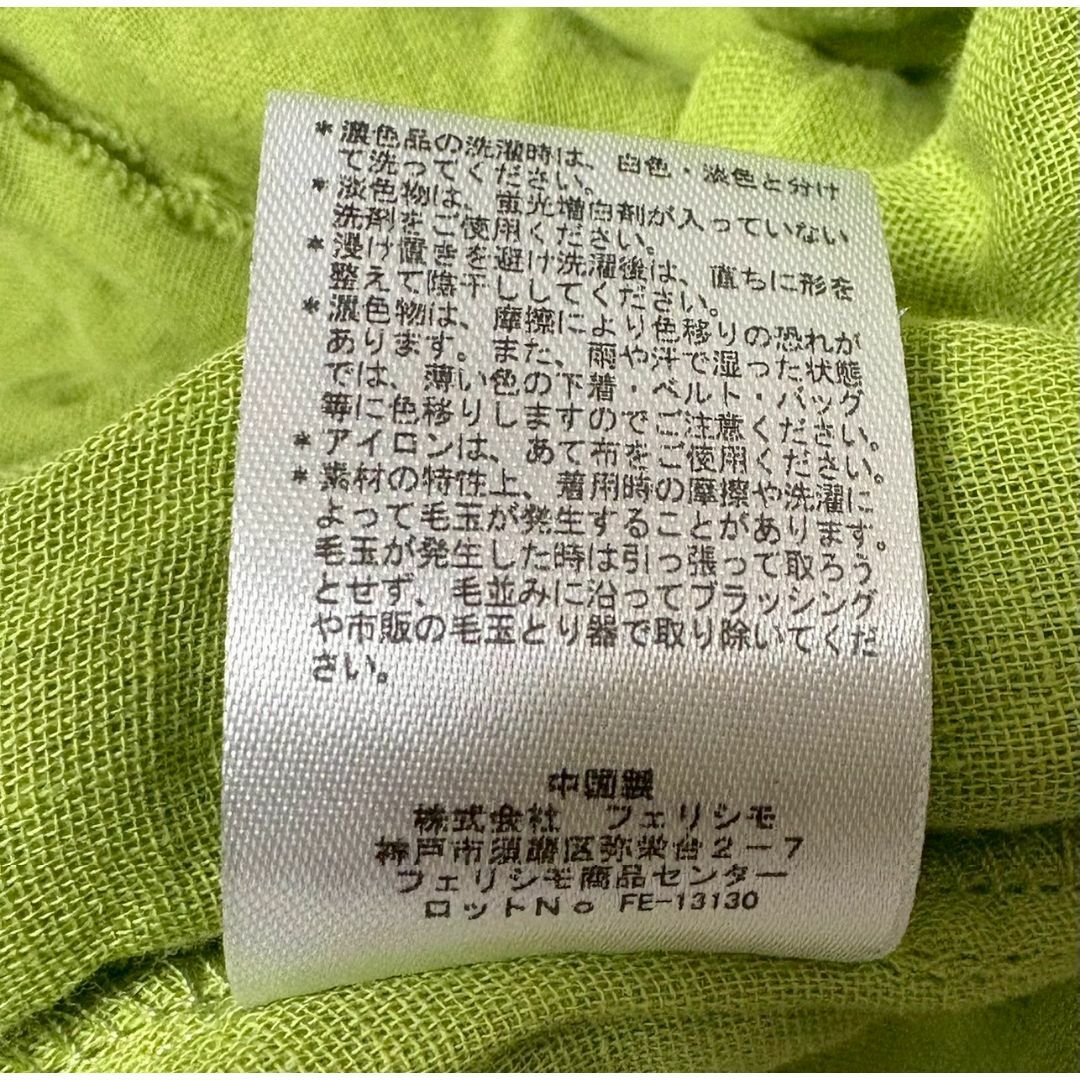 *濃色品の洗濯時は、白色・淡色と分け
て洗ってください。
*淡色物は、蛍光増白剤が入っていない
洗剤をご使用ください。
*浸け置きを避け洗濯後は、直ちに形を
整えて陰干ししてください。
*濃色物は、摩擦により色移りの恐れが
あります。また、雨や汗で湿った状態
では、薄い色の下着・ベルト・バッグ
等に色移りしますのでご注意ください。
*アイロンは、あて布をご使用ください。
*素材の特性上、着用時の摩擦や洗濯に
よって毛玉が発生することがあります。
毛玉が発生した時は引っ張って取ろう
とせず、毛並みに沿ってブラッシング
や市販の毛玉とり器で取り除いてくだ
さい。
中国製
株式会社 フェリシモ
神戸市須磨区弥栄台2-7
フェリシモ商品センター
ロットNo FE-13130